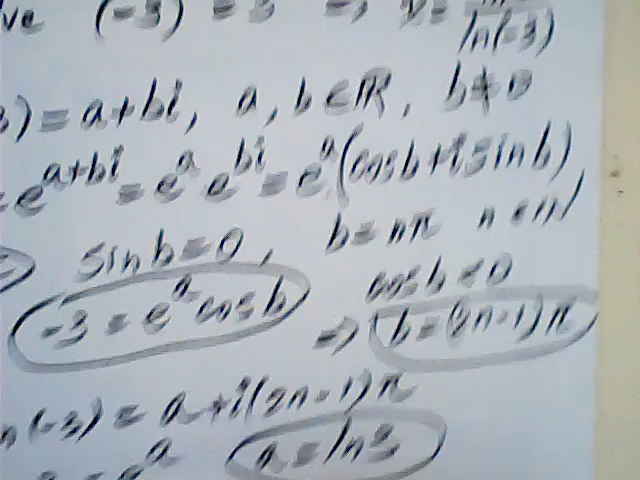 ve (-3) = 3 ⇒ x =
ln(-3)
3) = a+bi, a, b ∈ ℝ, b ≠ 0
= e^{a+bi} = e^a e^{bi} = e^a (cos b + i sin b)
sin b = 0, b = nπ n ∈
cos b < 0
-3 = e^a cos b ⇒ b = (2n-1)π
n(-3) = a + i(2n-1)π
= e^a a = ln 3